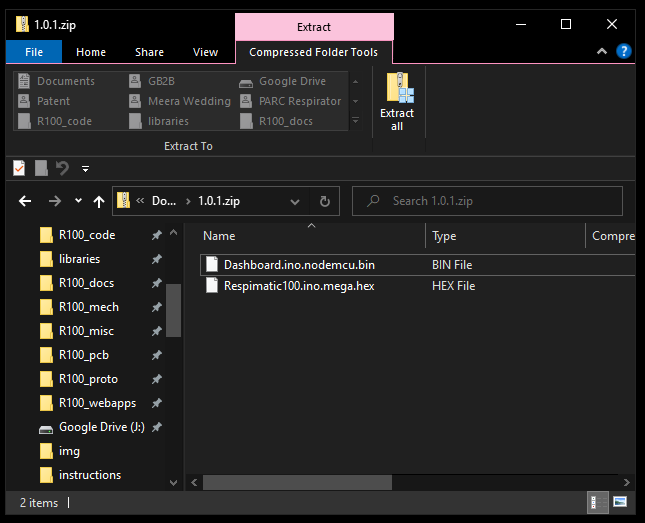 1.0.1.zip
Extract
File
Home
Share
View
Compressed Folder Tools
?
Documents
GB2B
Google Drive
Patent
Meera Wedding
PARC Respirator
R100_code
libraries
R100_docs
Extract all
Extract To
« Do... > 1.0.1.zip
Search 1.0.1.zip
R100_code
libraries
R100_docs
R100_mech
R100_misc
R100_pcb
R100_proto
R100_webapps
Google Drive (J:)
img
instructions
Name
Type
Compre
Dashboard.ino.nodemcu.bin
BIN File
Respimatic100.ino.mega.hex
HEX File
2 items